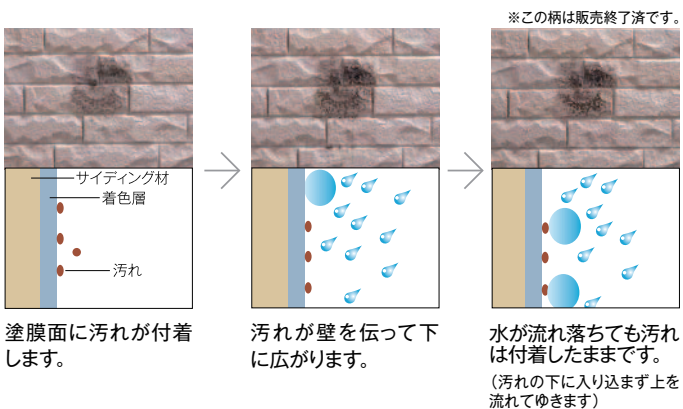 ※この柄は販売終了済です。
サイディング材
着色層
汚れ
塗膜面に汚れが付着
します。
汚れが壁を伝って下
に広がります。
水が流れ落ちても汚れ
は付着したままです。
（汚れの下に入り込まず上を
流れてゆきます）